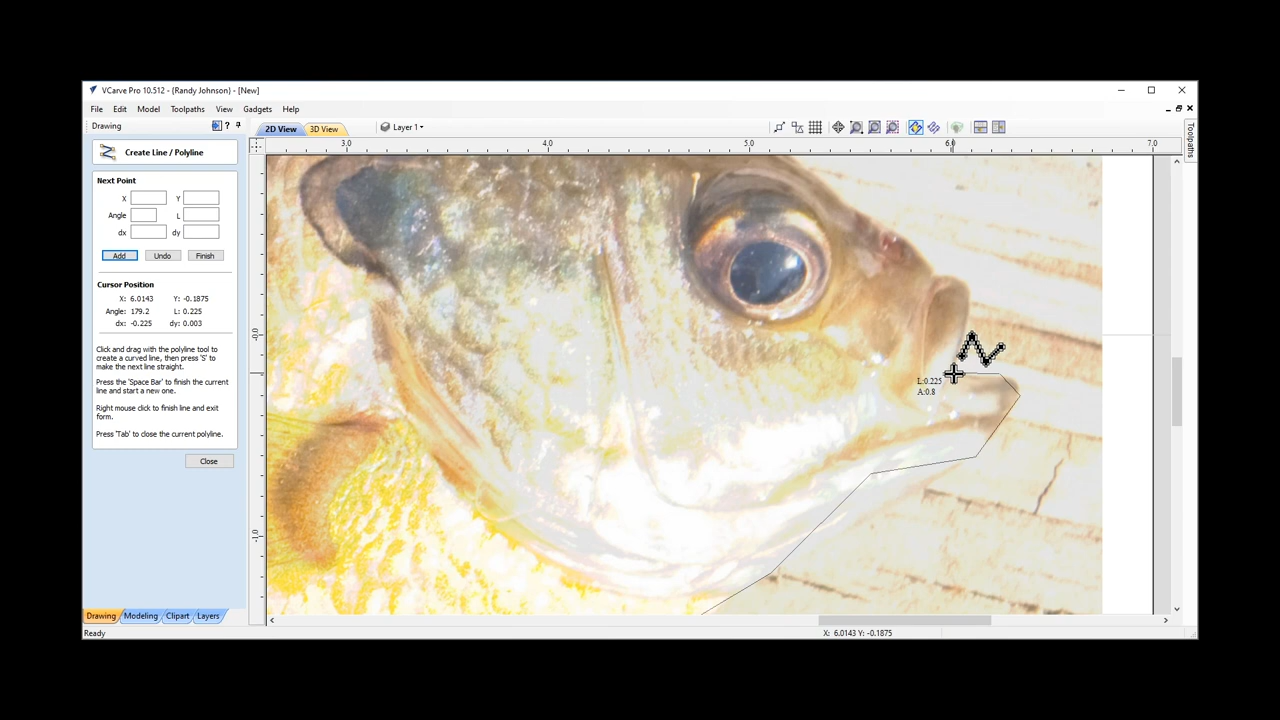 VCarve Pro 10.512 - {Randy Johnson} - [New]
File Edit Model Toolpaths View Gadgets Help
Drawing
2D View 3D View Layer 1
Create Line / Polyline
Next Point
X Y
Angle L
dx dy
Add Undo Finish
Cursor Position
X: 6.0143 Y: -0.1875
Angle: 179.2 L: 0.225
dx: -0.225 dy: 0.003
Click and drag with the polyline tool to
create a curved line, then press 'S' to
make the next line straight.
Press the 'Space Bar' to finish the current
line and start a new one.
Right mouse click to finish line and exit
form.
Press 'Tab' to close the current polyline.
Close
Drawing Modeling Clipart Layers
Ready
3.0 4.0 5.0 6.0 7.0
-0.0
-1.0
L:0.225
A:0.8
Toolpaths
X: 6.0143 Y: -0.1875